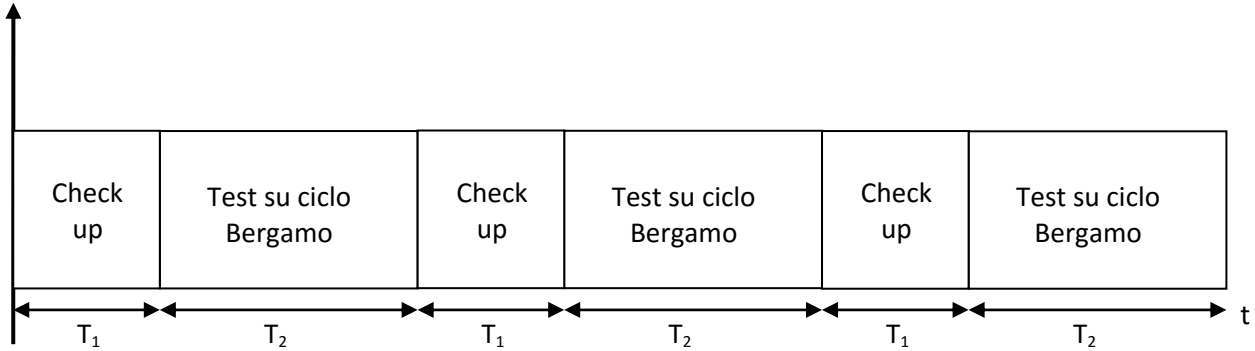 Check
up
Test su ciclo
Bergamo
Check
up
Test su ciclo
Bergamo
Check
up
Test su ciclo
Bergamo
T₁
T₂
T₁
T₂
T₁
T₂
t